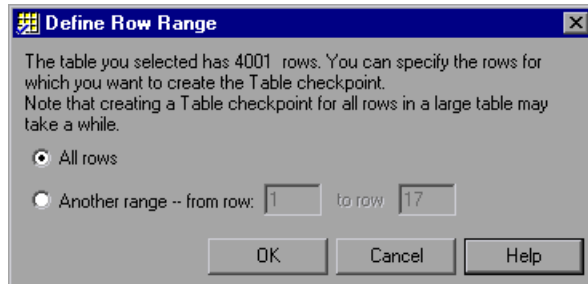 Define Row Range
The table you selected has 4001 rows. You can specify the rows for
which you want to create the Table checkpoint.
Note that creating a Table checkpoint for all rows in a large table may
take a while.
All rows
Another range -- from row: 1 to row 17
OK Cancel Help